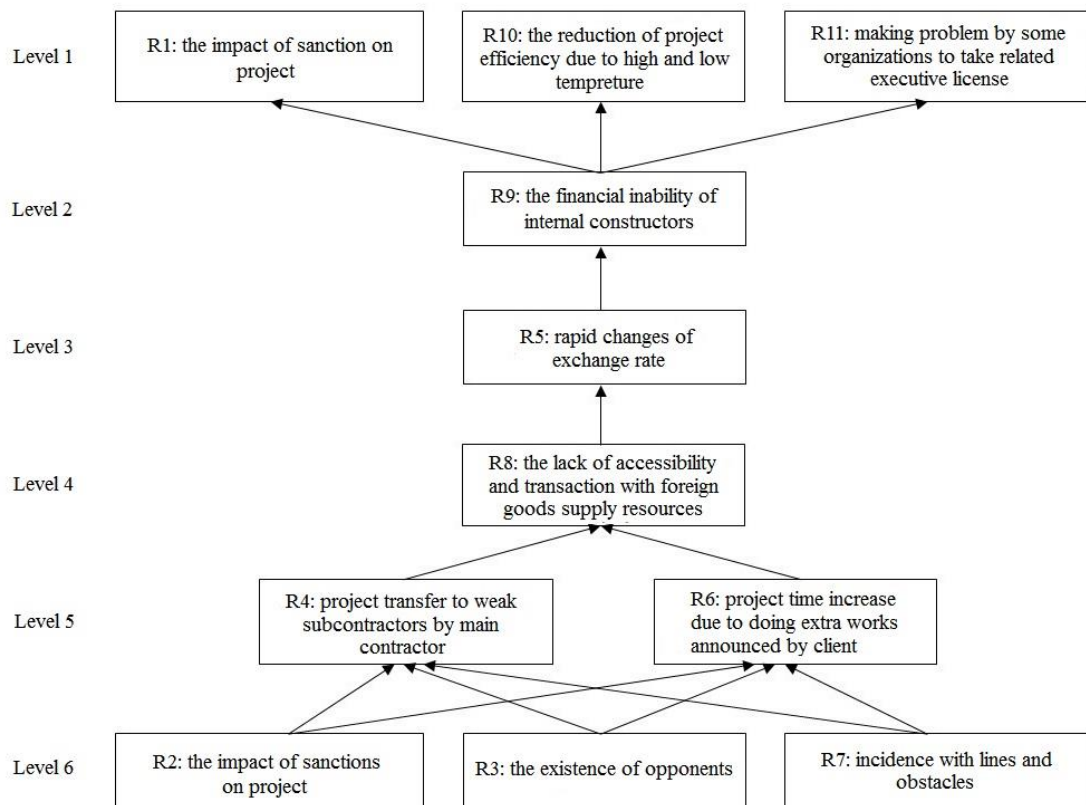 Level 1
R1: the impact of sanction on
project
R10: the reduction of project
efficiency due to high and low
tempreture
R11: making problem by some
organizations to take related
executive license
Level 2
R9: the financial inability of
internal constructors
Level 3
R5: rapid changes of
exchange rate
Level 4
R8: the lack of accessibility
and transaction with foreign
goods supply resources
Level 5
R4: project transfer to weak
subcontractors by main
contractor
R6: project time increase
due to doing extra works
announced by client
Level 6
R2: the impact of sanctions
on project
R3: the existence of opponents
R7: incidence with lines and
obstacles